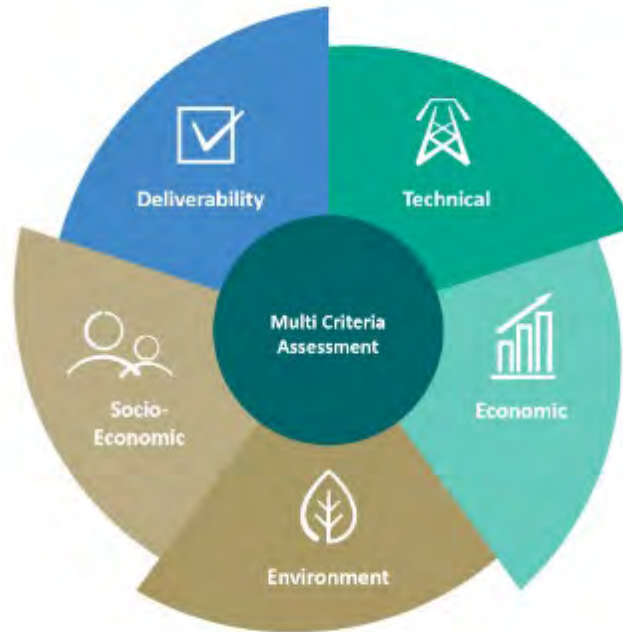 Deliverability
Technical
Multi Criteria
Assessment
Socio-
Economic
Economic
Environment